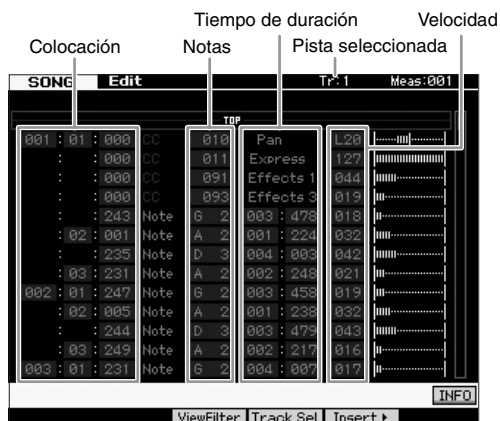 Tiempo de duración Velocidad
Colocación Notas Pista seleccionada
SONG Edit Tr:1 Meas:001
TOP
001 : 01 : 000 CC 010 Pan L20
: : 000 CC 011 Express 127
: : 000 CC 091 Effects 1 044
: : 000 CC 093 Effects 3 019
: : 243 Note G 2 003 : 478 018
: 02 : 001 Note A 2 001 : 224 032
: : 235 Note D 3 004 : 003 042
: 03 : 231 Note A 2 002 : 248 021
002 : 01 : 247 Note G 2 003 : 458 019
: 02 : 005 Note A 2 001 : 238 032
: : 244 Note D 3 003 : 479 043
: 03 : 249 Note A 2 002 : 217 016
003 : 01 : 231 Note G 2 004 : 007 017
INFO
ViewFilter Track Sel Insert